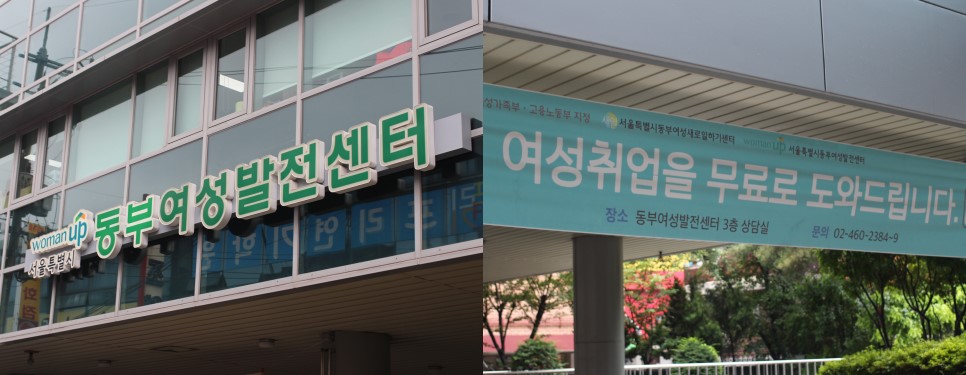 woman up
서울특별시
동부여성발전센터
여성가족부 · 고용노동부 지정 서울특별시동부여성새로일하기센터 woman up 서울특별시동부여성발전센터
여성취업을 무료로 도와드립니다.
장소 동부여성발전센터 3층 상담실 문의 02-460-2384~9